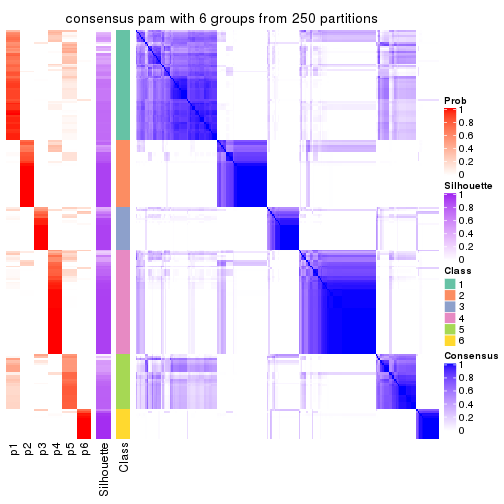 consensus pam with 6 groups from 250 partitions
Prob
1
0.8
0.6
0.4
0.2
0
Silhouette
1
0.8
0.6
0.4
0.2
0
Class
1
2
3
4
5
6
Consensus
1
0.8
0.6
0.4
0.2
0
p1
p2
p3
p4
p5
p6
Silhouette
Class